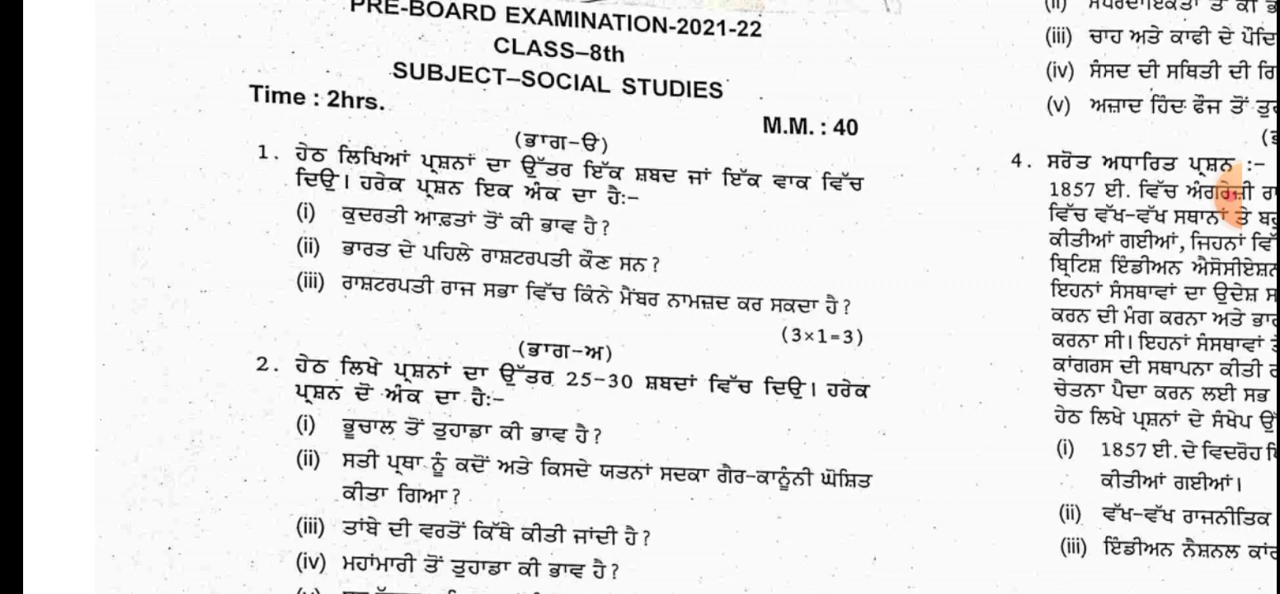 PRE-BOARD EXAMINATION-2021-22
CLASS–8th
SUBJECT–SOCIAL STUDIES
Time : 2hrs.
M.M. : 40
(ਭਾਗ-ੳ)
1. ਹੇਠ ਲਿਖਿਆਂ ਪ੍ਰਸ਼ਨਾਂ ਦਾ ਉੱਤਰ ਇੱਕ ਸ਼ਬਦ ਜਾਂ ਇੱਕ ਵਾਕ ਵਿੱਚ
ਦਿਉ। ਹਰੇਕ ਪ੍ਰਸ਼ਨ ਇਕ ਅੰਕ ਦਾ ਹੈ:–
(i) ਕੁਦਰਤੀ ਆਫ਼ਤਾਂ ਤੋਂ ਕੀ ਭਾਵ ਹੈ?
(ii) ਭਾਰਤ ਦੇ ਪਹਿਲੇ ਰਾਸ਼ਟਰਪਤੀ ਕੌਣ ਸਨ?
(iii) ਰਾਸ਼ਟਰਪਤੀ ਰਾਜ ਸਭਾ ਵਿੱਚ ਕਿੰਨੇ ਮੈਂਬਰ ਨਾਮਜ਼ਦ ਕਰ ਸਕਦਾ ਹੈ?
(3×1=3)
(ਭਾਗ-ਅ)
2. ਹੇਠ ਲਿਖੇ ਪ੍ਰਸ਼ਨਾਂ ਦਾ ਉੱਤਰ 25-30 ਸ਼ਬਦਾਂ ਵਿੱਚ ਦਿਉ। ਹਰੇਕ
ਪ੍ਰਸ਼ਨ ਦੋ ਅੰਕ ਦਾ ਹੈ:–
(i) ਭੂਚਾਲ ਤੋਂ ਤੁਹਾਡਾ ਕੀ ਭਾਵ ਹੈ?
(ii) ਸਤੀ ਪ੍ਰਥਾ ਨੂੰ ਕਦੋਂ ਅਤੇ ਕਿਸਦੇ ਯਤਨਾਂ ਸਦਕਾ ਗੈਰ-ਕਾਨੂੰਨੀ ਘੋਸ਼ਿਤ
ਕੀਤਾ ਗਿਆ?
(iii) ਤਾਂਬੇ ਦੀ ਵਰਤੋਂ ਕਿੱਥੇ ਕੀਤੀ ਜਾਂਦੀ ਹੈ?
(iv) ਮਹਾਂਮਾਰੀ ਤੋਂ ਤੁਹਾਡਾ ਕੀ ਭਾਵ ਹੈ?
(iii) ਚਾਹ ਅਤੇ ਕਾਫੀ ਦੇ
(iv) ਸੰਸਦ ਦੀ ਸਥਿਤੀ ਦੀ
(v) ਅਜ਼ਾਦ ਹਿੰਦ ਫੌਜ ਤੋਂ
4. ਸਰੋਤ ਅਧਾਰਿਤ ਪ੍ਰਸ਼ਨ :–
1857 ਈ. ਵਿੱਚ ਅੰਗਰੇਜ਼ੀ
ਵਿੱਚ ਵੱਖ-ਵੱਖ ਸਥਾਨਾਂ ਤੇ
ਕੀਤੀਆਂ ਗਈਆਂ, ਜਿਹਨਾਂ
ਬ੍ਰਿਟਿਸ਼ ਇੰਡੀਅਨ
ਇਹਨਾਂ ਸੰਸਥਾਵਾਂ ਦਾ ਉਦੇਸ਼
ਕਰਨ ਦੀ ਮੰਗ ਕਰਨਾ ਅਤੇ
ਕਰਨਾ ਸੀ। ਇਹਨਾਂ ਸੰਸਥਾਵਾਂ
ਕਾਂਗਰਸ ਦੀ ਸਥਾਪਨਾ ਕੀਤੀ
ਚੇਤਨਾ ਪੈਦਾ ਕਰਨ ਲਈ ਸਭ
ਹੇਠ ਲਿਖੇ ਪ੍ਰਸ਼ਨਾਂ ਦੇ ਸੰਖੇਪ
(i) 1857 ਈ. ਦੇ ਵਿਦਰੋਹ
ਕੀਤੀਆਂ ਗਈਆਂ।
(ii) ਵੱਖ-ਵੱਖ ਰਾਜਨੀਤਿਕ
(iii) ਇੰਡੀਅਨ ਨੈਸ਼ਨਲ